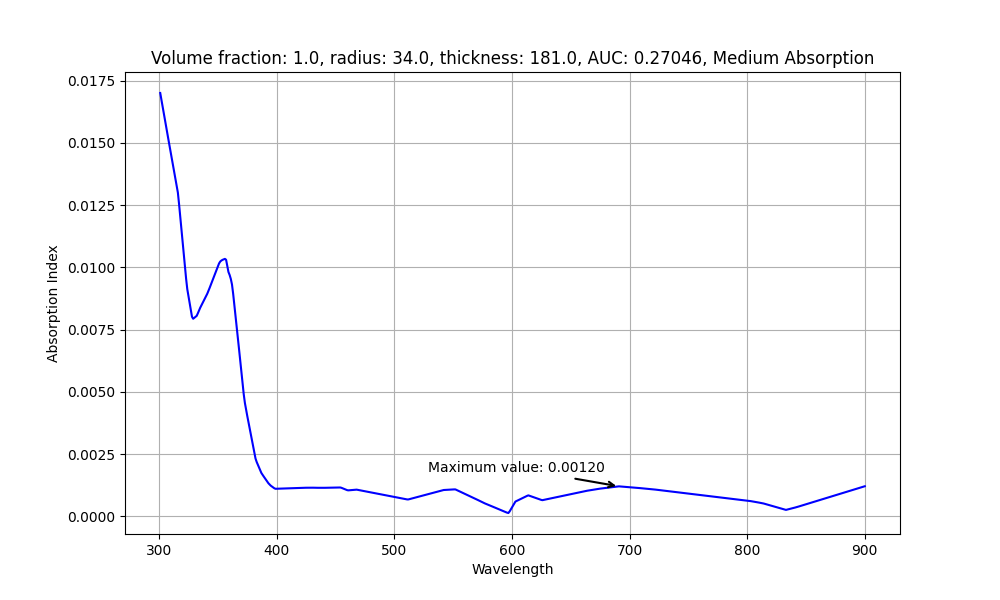 Volume fraction: 1.0, radius: 34.0, thickness: 181.0, AUC: 0.27046, Medium Absorption
0.0175
0.0150
0.0125
0.0100
0.0075
0.0050
0.0025
0.0000
Absorption Index
Maximum value: 0.00120
300 400 500 600 700 800 900
Wavelength